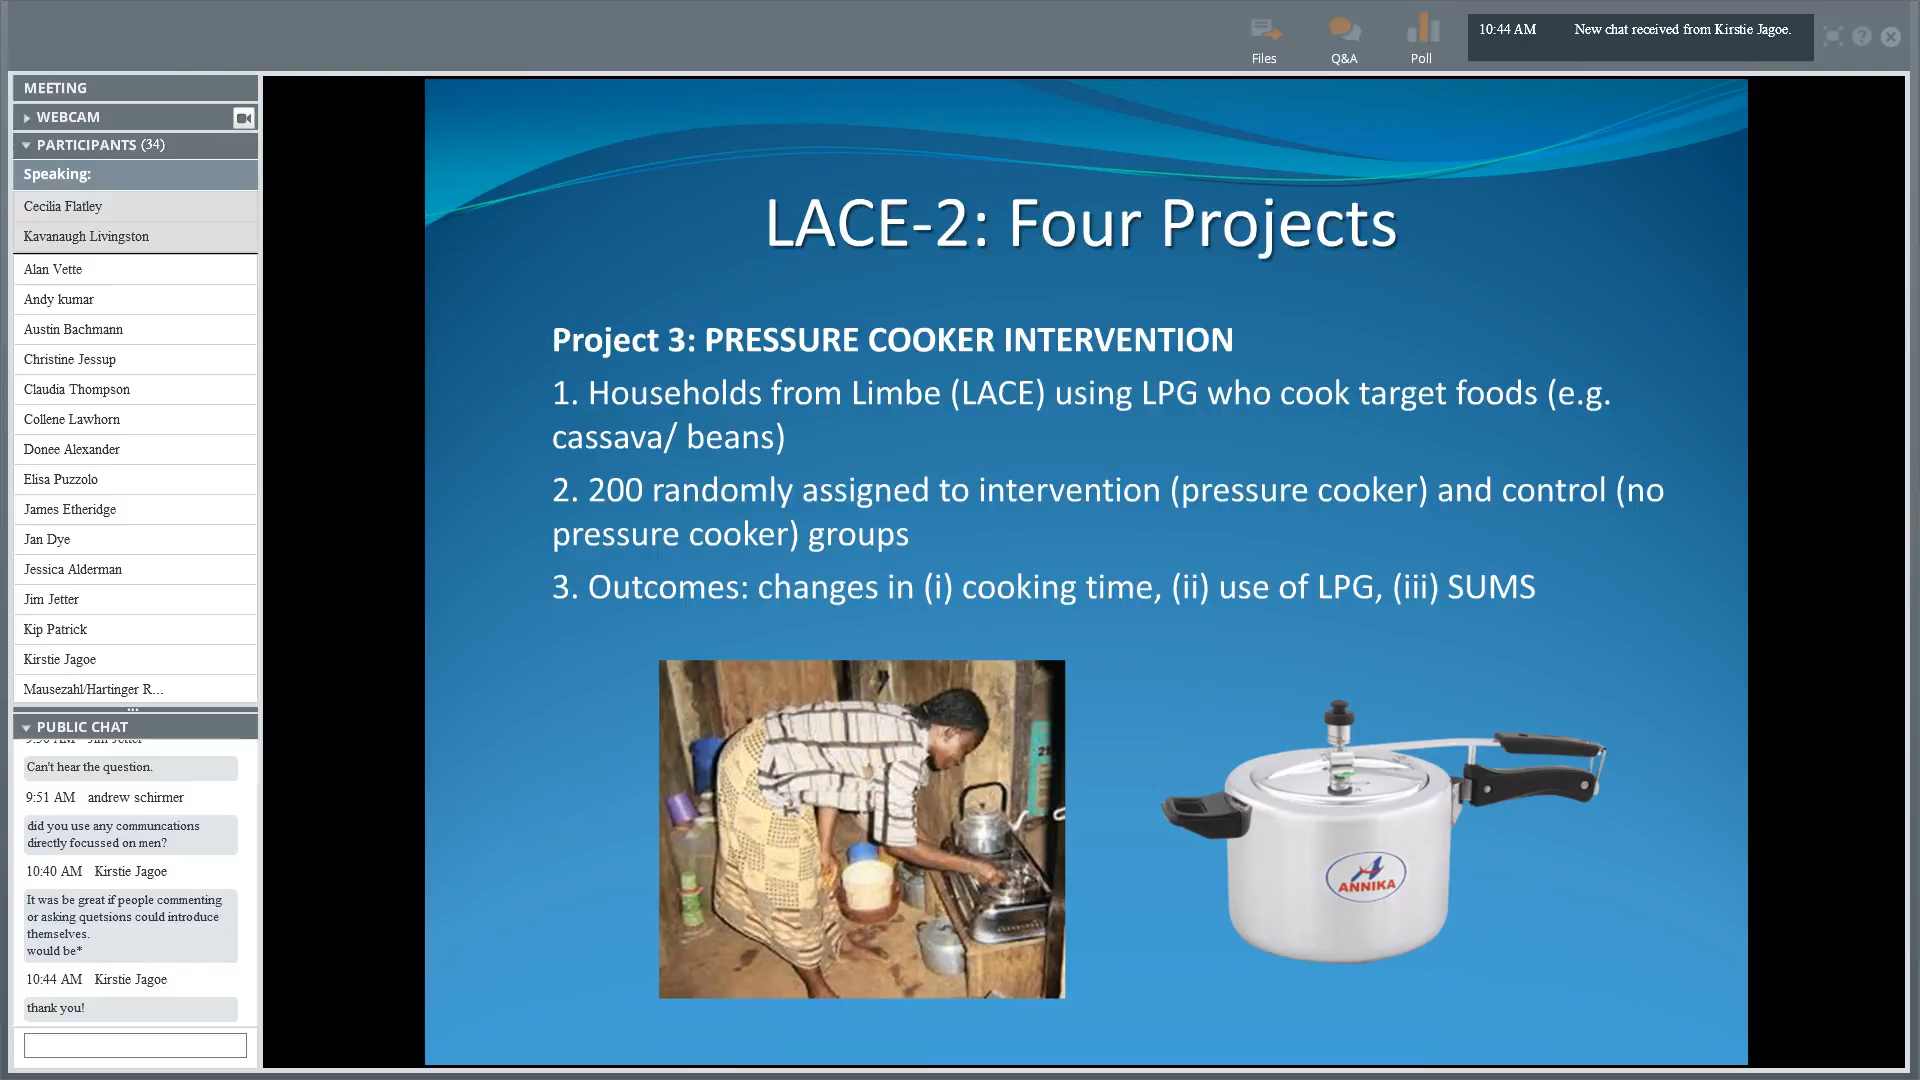 Files
Q&A
Poll
10:44 AM New chat received from Kirstie Jagoe.
MEETING
WEBCAM
PARTICIPANTS (34)
Speaking:
Cecilia Flatley
Kavanaugh Livingston
Alan Vette
Andy kumar
Austin Bachmann
Christine Jessup
Claudia Thompson
Collene Lawhorn
Donee Alexander
Elisa Puzzolo
James Etheridge
Jan Dye
Jessica Alderman
Jim Jetter
Kip Patrick
Kirstie Jagoe
Mausezahl/Hartinger R...
PUBLIC CHAT
9:50 AM Jim Jetter
Can't hear the question.
9:51 AM andrew schirmer
did you use any communcations
directly focussed on men?
10:40 AM Kirstie Jagoe
It was be great if people commenting
or asking quetsions could introduce
themselves.
would be*
10:44 AM Kirstie Jagoe
thank you!
LACE-2: Four Projects
Project 3: PRESSURE COOKER INTERVENTION
1. Households from Limbe (LACE) using LPG who cook target foods (e.g.
cassava/ beans)
2. 200 randomly assigned to intervention (pressure cooker) and control (no
pressure cooker) groups
3. Outcomes: changes in (i) cooking time, (ii) use of LPG, (iii) SUMS
ANNIKA